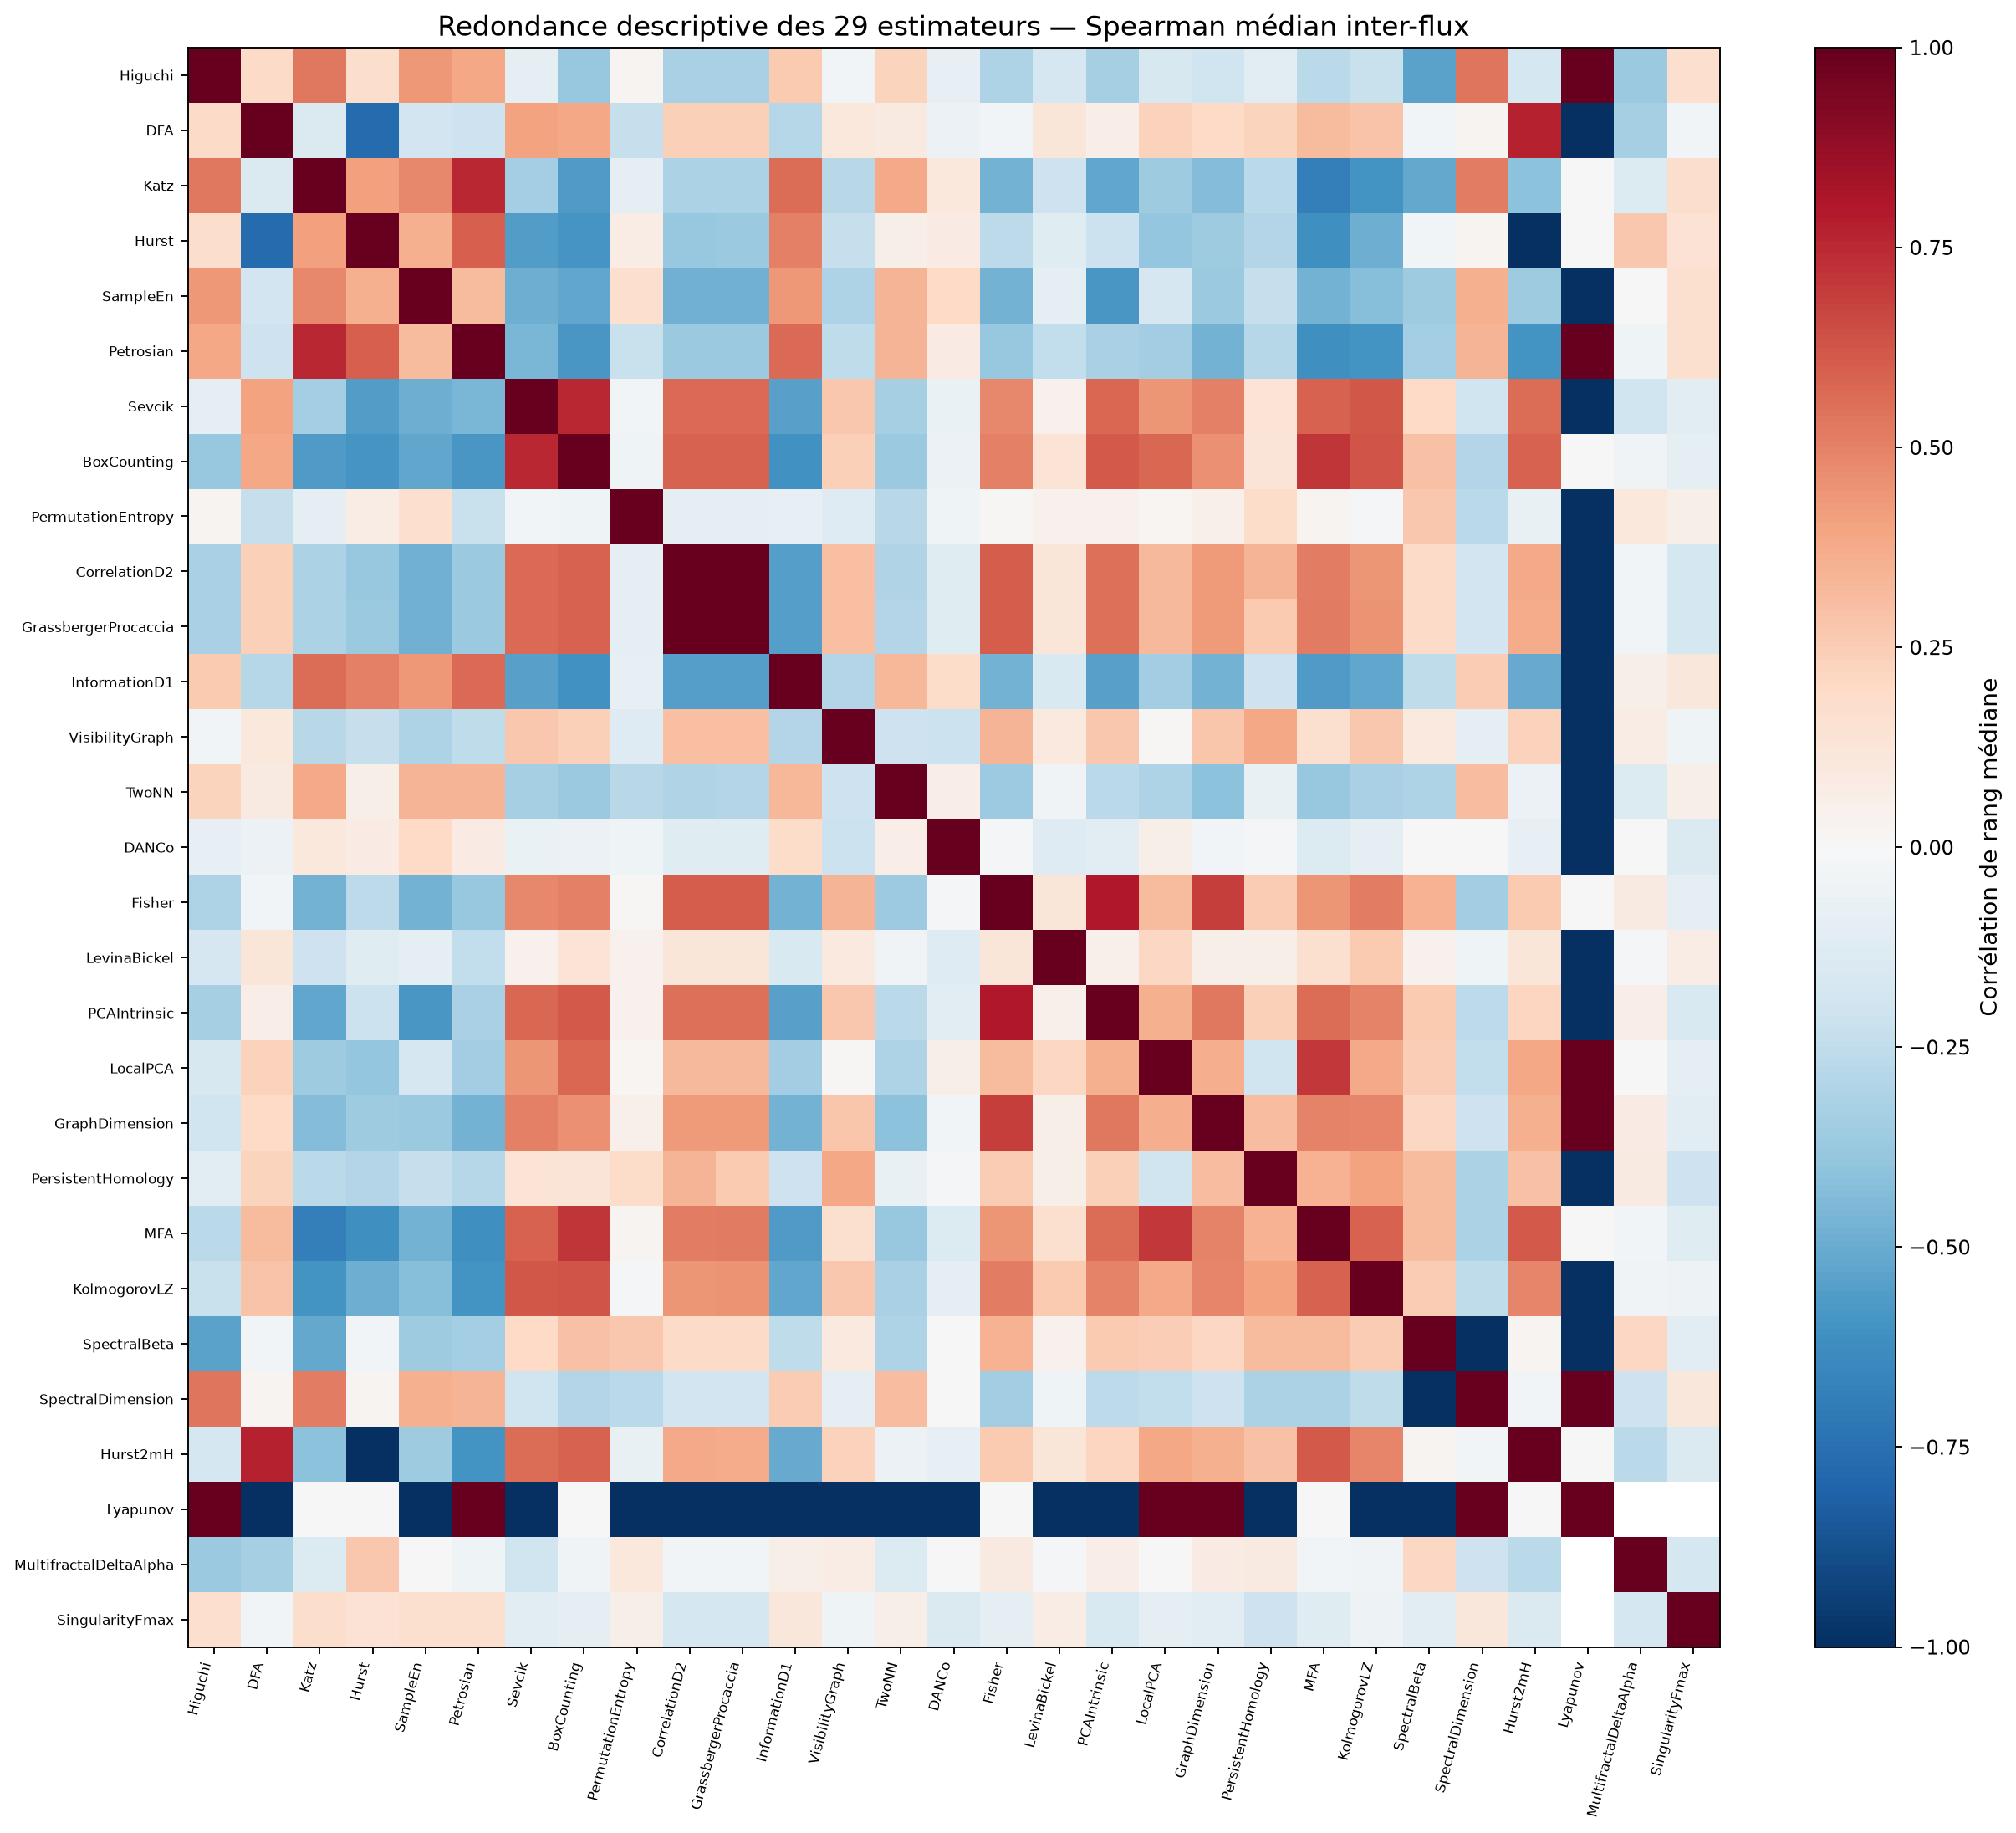 Redondance descriptive des 29 estimateurs — Spearman médian inter-flux
Higuchi
DFA
Katz
Hurst
SampleEn
Petrosian
Sevcik
BoxCounting
PermutationEntropy
CorrelationD2
GrassbergerProcaccia
InformationD1
VisibilityGraph
TwoNN
DANCo
Fisher
LevinaBickel
PCAIntrinsic
LocalPCA
GraphDimension
PersistentHomology
MFA
KolmogorovLZ
SpectralBeta
SpectralDimension
Hurst2mH
Lyapunov
MultifractalDeltaAlpha
SingularityFmax
Higuchi
DFA
Katz
Hurst
SampleEn
Petrosian
Sevcik
BoxCounting
PermutationEntropy
CorrelationD2
GrassbergerProcaccia
InformationD1
VisibilityGraph
TwoNN
DANCo
Fisher
LevinaBickel
PCAIntrinsic
LocalPCA
GraphDimension
PersistentHomology
MFA
KolmogorovLZ
SpectralBeta
SpectralDimension
Hurst2mH
Lyapunov
MultifractalDeltaAlpha
SingularityFmax
1.00
0.75
0.50
0.25
0.00
−0.25
−0.50
−0.75
−1.00
Corrélation de rang médiane